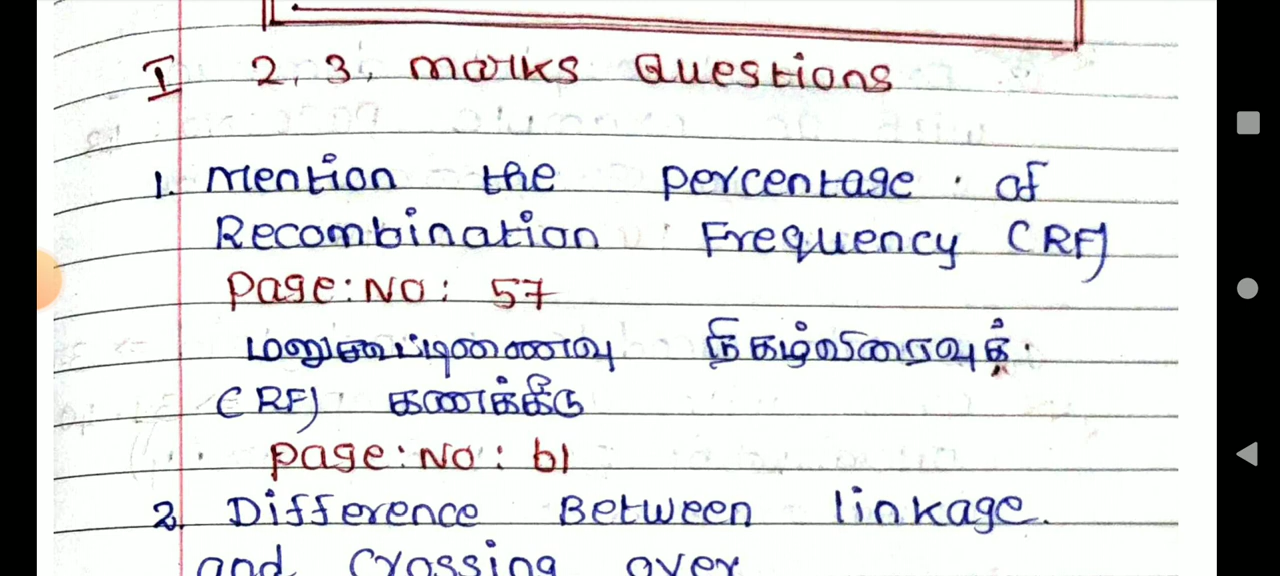 I 2, 3, marks Questions
1. Mention the percentage of
Recombination Frequency (RF)
Page: No: 57
மறுகூட்டிணைவு நிகழ்விரைவுக்
(RF) கணக்கீடு
page: No: 61
2. Difference Between linkage.
and Crossing over